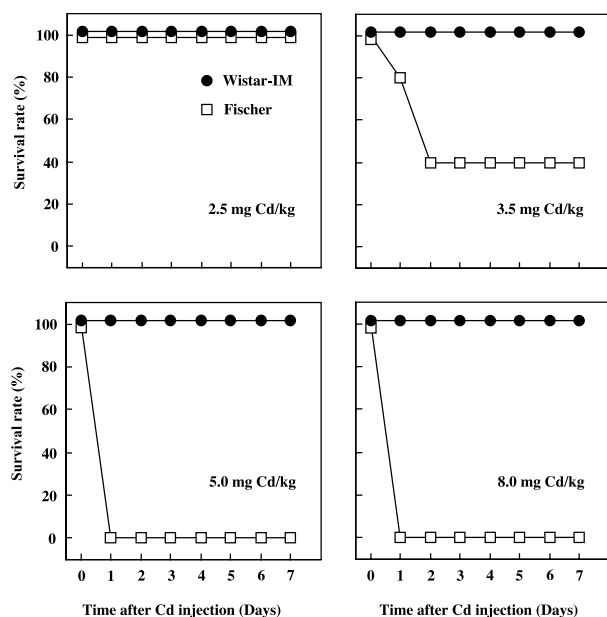 Survival rate (%)
100
80
60
40
20
0
Wistar-IM
Fischer
2.5 mg Cd/kg
3.5 mg Cd/kg
Survival rate (%)
100
80
60
40
20
0
5.0 mg Cd/kg
8.0 mg Cd/kg
0 1 2 3 4 5 6 7
0 1 2 3 4 5 6 7
Time after Cd injection (Days)
Time after Cd injection (Days)